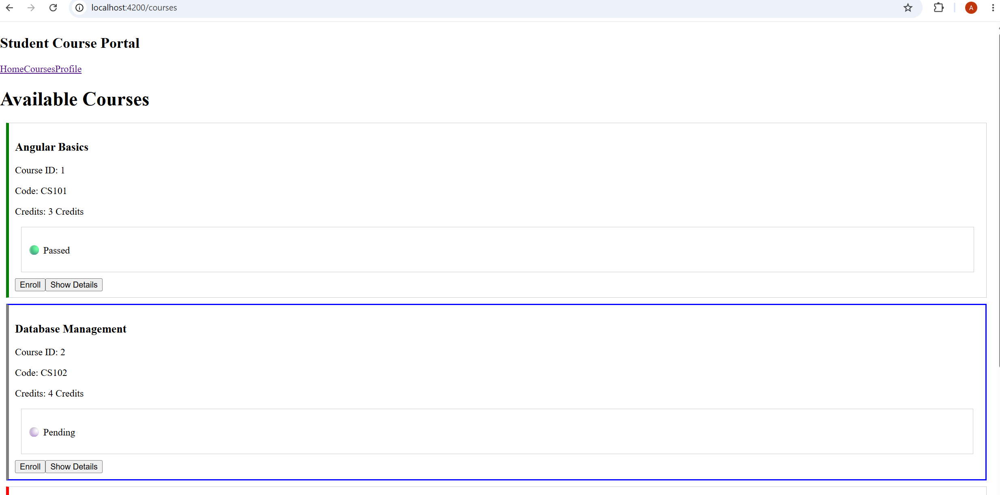 localhost:4200/courses
A
Student Course Portal
HomeCoursesProfile
Available Courses
Angular Basics
Course ID: 1
Code: CS101
Credits: 3 Credits
Passed
Enroll Show Details
Database Management
Course ID: 2
Code: CS102
Credits: 4 Credits
Pending
Enroll Show Details